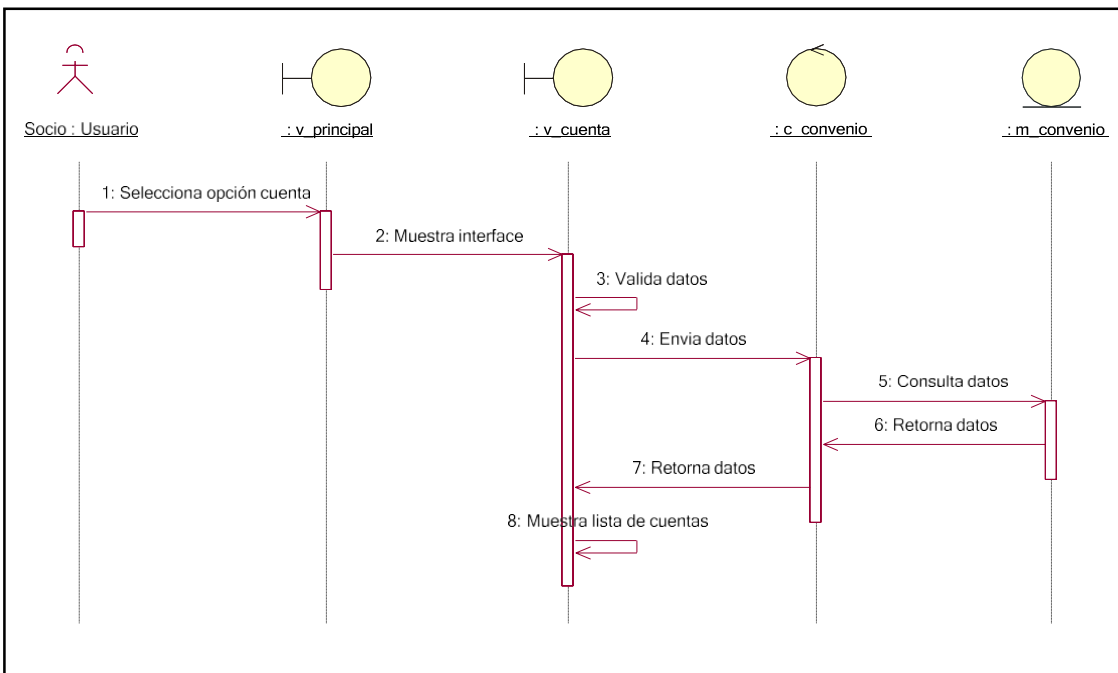 Socio : Usuario
: v_principal
: v_cuenta
: c_convenio
: m_convenio
1: Selecciona opción cuenta
2: Muestra interface
3: Valida datos
4: Envia datos
5: Consulta datos
6: Retorna datos
7: Retorna datos
8: Muestra lista de cuentas